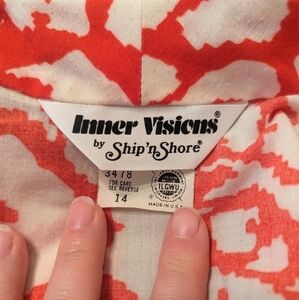 Inner Visions®
by Ship'n Shore®
3478
FOR CARE
SEE REVERSE
14
ILGWU
MADE IN U.S.A.